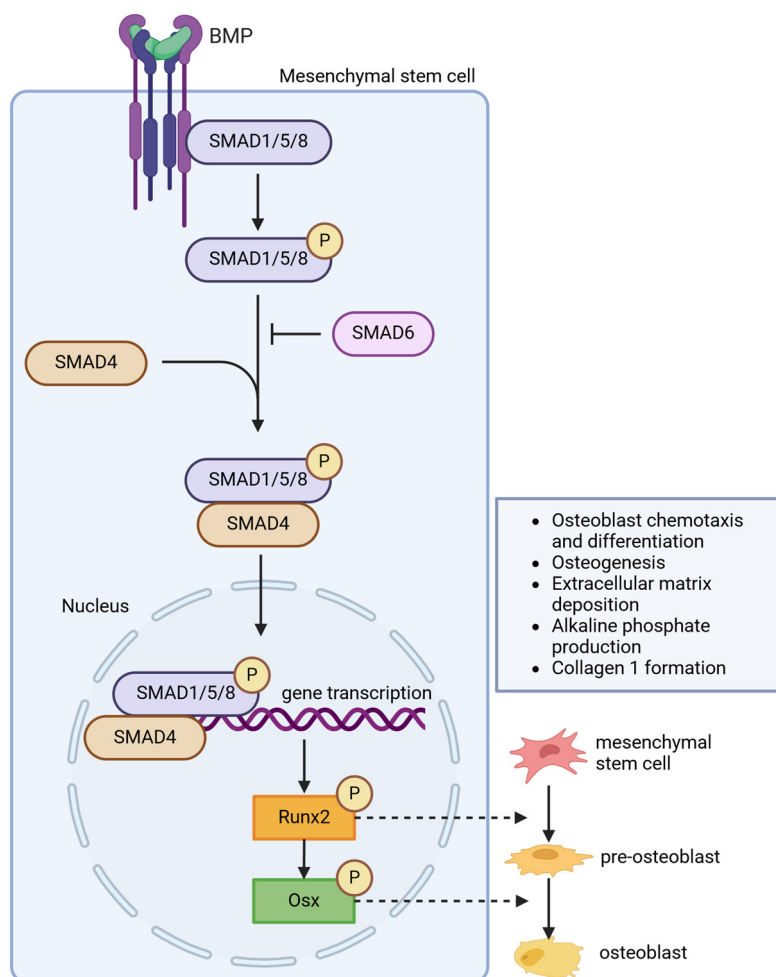 BMP
Mesenchymal stem cell
SMAD1/5/8
SMAD1/5/8
P
SMAD6
SMAD4
SMAD1/5/8
P
SMAD4
Nucleus
SMAD1/5/8
P
SMAD4
gene transcription
Runx2
P
Osx
P
• Osteoblast chemotaxis
and differentiation
• Osteogenesis
• Extracellular matrix
deposition
• Alkaline phosphate
production
• Collagen 1 formation
mesenchymal
stem cell
pre-osteoblast
osteoblast